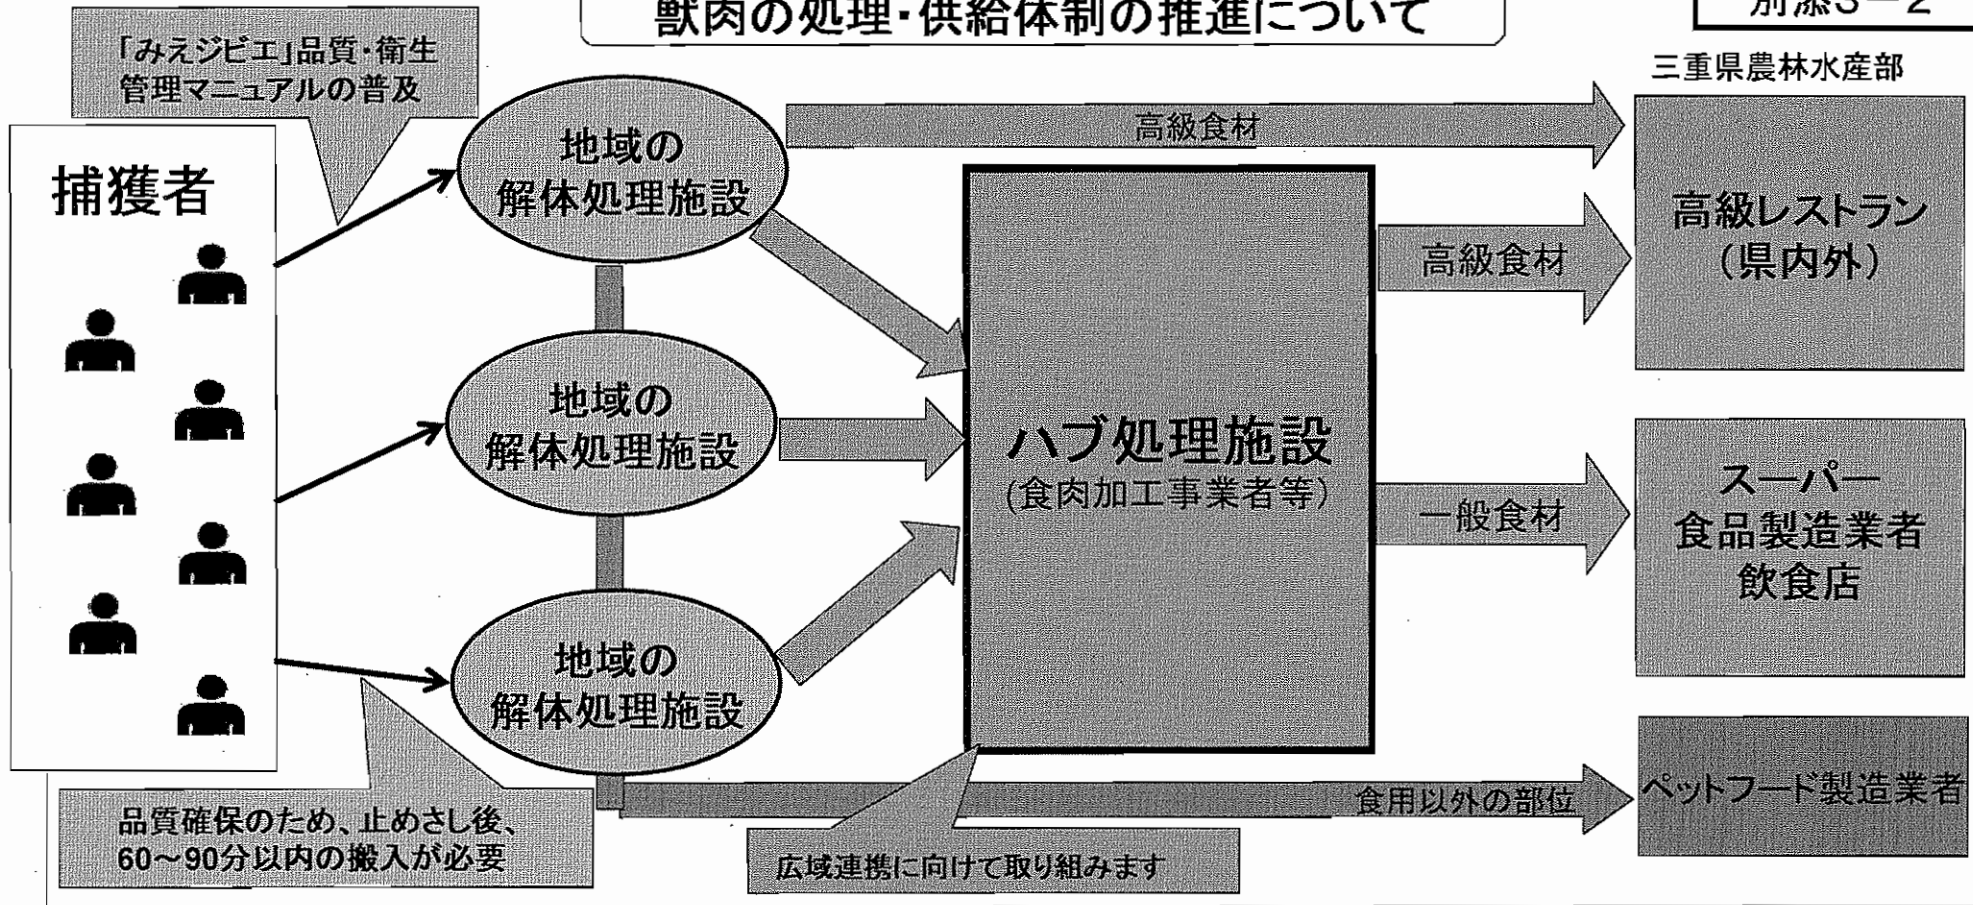 獣肉の処理・供給体制の推進について
別添3-2
三重県農林水産部
「みえジビエ」品質・衛生
管理マニュアルの普及
捕獲者
地域の
解体処理施設
地域の
解体処理施設
地域の
解体処理施設
品質確保のため、止めさし後、
60~90分以内の搬入が必要
ハブ処理施設
(食肉加工事業者等)
広域連携に向けて取り組みます
高級食材
高級食材
一般食材
食用以外の部位
高級レストラン
(県内外)
スーパー
食品製造業者
飲食店
ペットフード製造業者